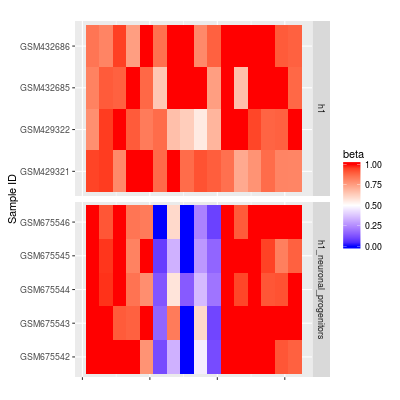 GSM432686
GSM432685
GSM429322
GSM429321
h1
GSM675546
GSM675545
GSM675544
GSM675543
GSM675542
h1_neuronal_progenitors
Sample ID
beta
1.00
0.75
0.50
0.25
0.00